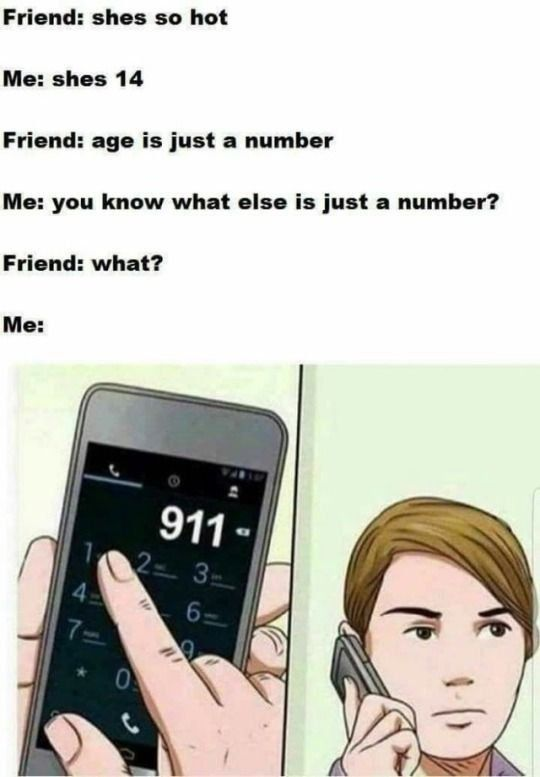 Friend: shes so hot
Me: shes 14
Friend: age is just a number
Me: you know what else is just a number?
Friend: what?
Me:
911
1 2 3
4 6
7 9
* 0